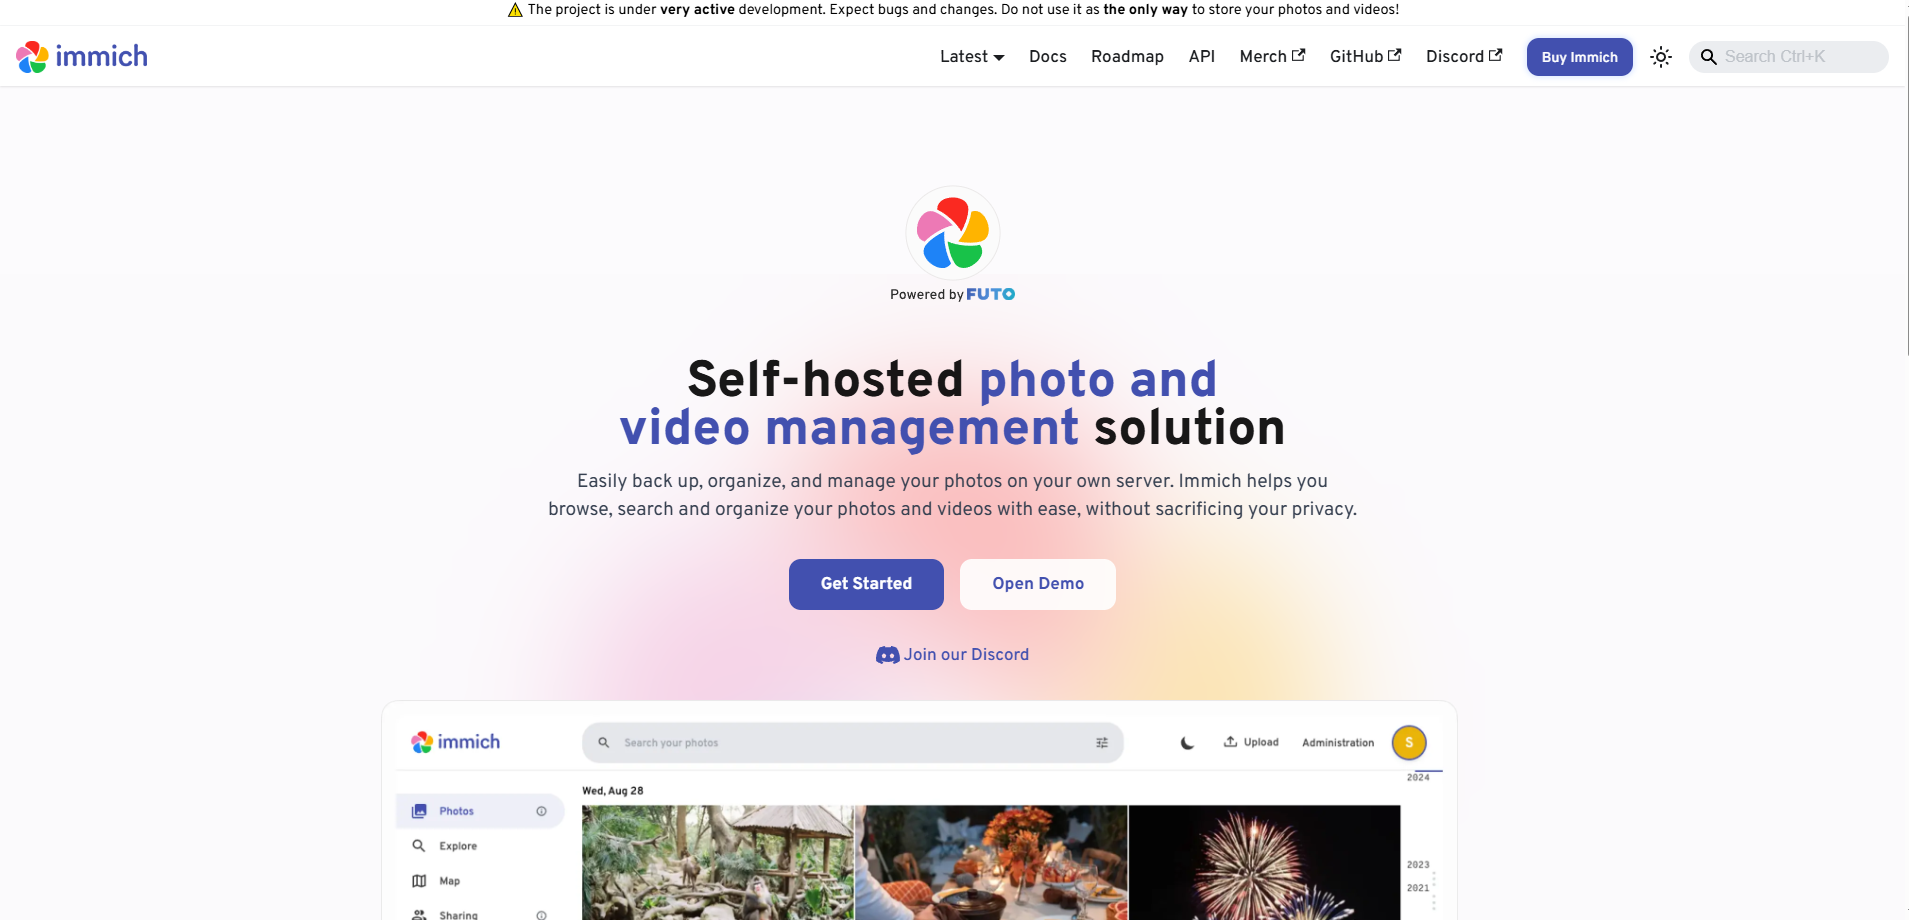 ⚠️ The project is under very active development. Expect bugs and changes. Do not use it as the only way to store your photos and videos!
immich
Latest Docs Roadmap API Merch GitHub Discord Buy Immich Search Ctrl+K
Powered by FUTO
Self-hosted photo and
video management solution
Easily back up, organize, and manage your photos on your own server. Immich helps you
browse, search and organize your photos and videos with ease, without sacrificing your privacy.
Get Started Open Demo
Join our Discord
immich Search your photos Upload Administration S
2024
Wed, Aug 28
Photos
Explore
2023
Map
2021
Sharing